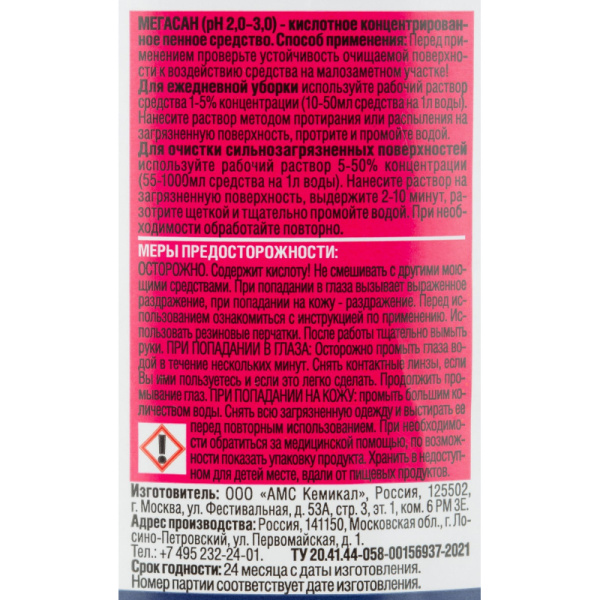 МЕГАСАН (рН 2,0–3,0) - кислотное концентрирован-
ное пенное средство. Способ применения: Перед при-
менением проверьте устойчивость очищаемой поверхно-
сти к воздействию средства на малозаметном участке!
Для ежедневной уборки используйте рабочий раствор
средства 1-5% концентрации (10-50мл средства на 1л воды).
Нанесите раствор методом протирания или распыления на
загрязненную поверхность, протрите и промойте водой.
Для очистки сильнозагрязненных поверхностей
используйте рабочий раствор 5-50% концентрации
(55-1000мл средства на 1л воды). Нанесите раствор на
загрязненную поверхность, выдержите 2-10 минут, ра-
зотрите щеткой и тщательно промойте водой. При необ-
ходимости обработайте повторно.
МЕРЫ ПРЕДОСТОРОЖНОСТИ:
ОСТОРОЖНО. Содержит кислоту! Не смешивать с другими мою-
щими средствами. При попадании в глаза вызывает выраженное
раздражение, при попадании на кожу - раздражение. Перед ис-
пользованием ознакомиться с инструкцией по применению. Ис-
пользовать резиновые перчатки. После работы тщательно вымыть
руки. ПРИ ПОПАДАНИИ В ГЛАЗА: Осторожно промыть глаза во-
дой в течение нескольких минут. Снять контактные линзы, если
Вы ими пользуетесь и если это легко сделать. Продолжить про-
мывание глаз. ПРИ ПОПАДАНИИ НА КОЖУ: промыть большим ко-
личеством воды. Снять всю загрязненную одежду и выстирать ее
перед повторным использованием. При необходимо-
сти обратиться за медицинской помощью, по возмож-
ности показать упаковку продукта. Хранить в недоступ-
ном для детей месте, вдали от пищевых продуктов.
Изготовитель: ООО «АМС Кемикал», Россия, 125502,
г. Москва, ул. Фестивальная, д. 53А, стр. 3, эт. 1, ком. 6 РМ 3Е.
Адрес производства: Россия, 141150, Московская обл., г. Ло-
сино-Петровский, ул. Первомайская, д. 1.
Тел.: +7 495 232-24-01. ТУ 20.41.44-058-00156937-2021
Срок годности: 24 месяца с даты изготовления.
Номер партии соответствует дате изготовления.